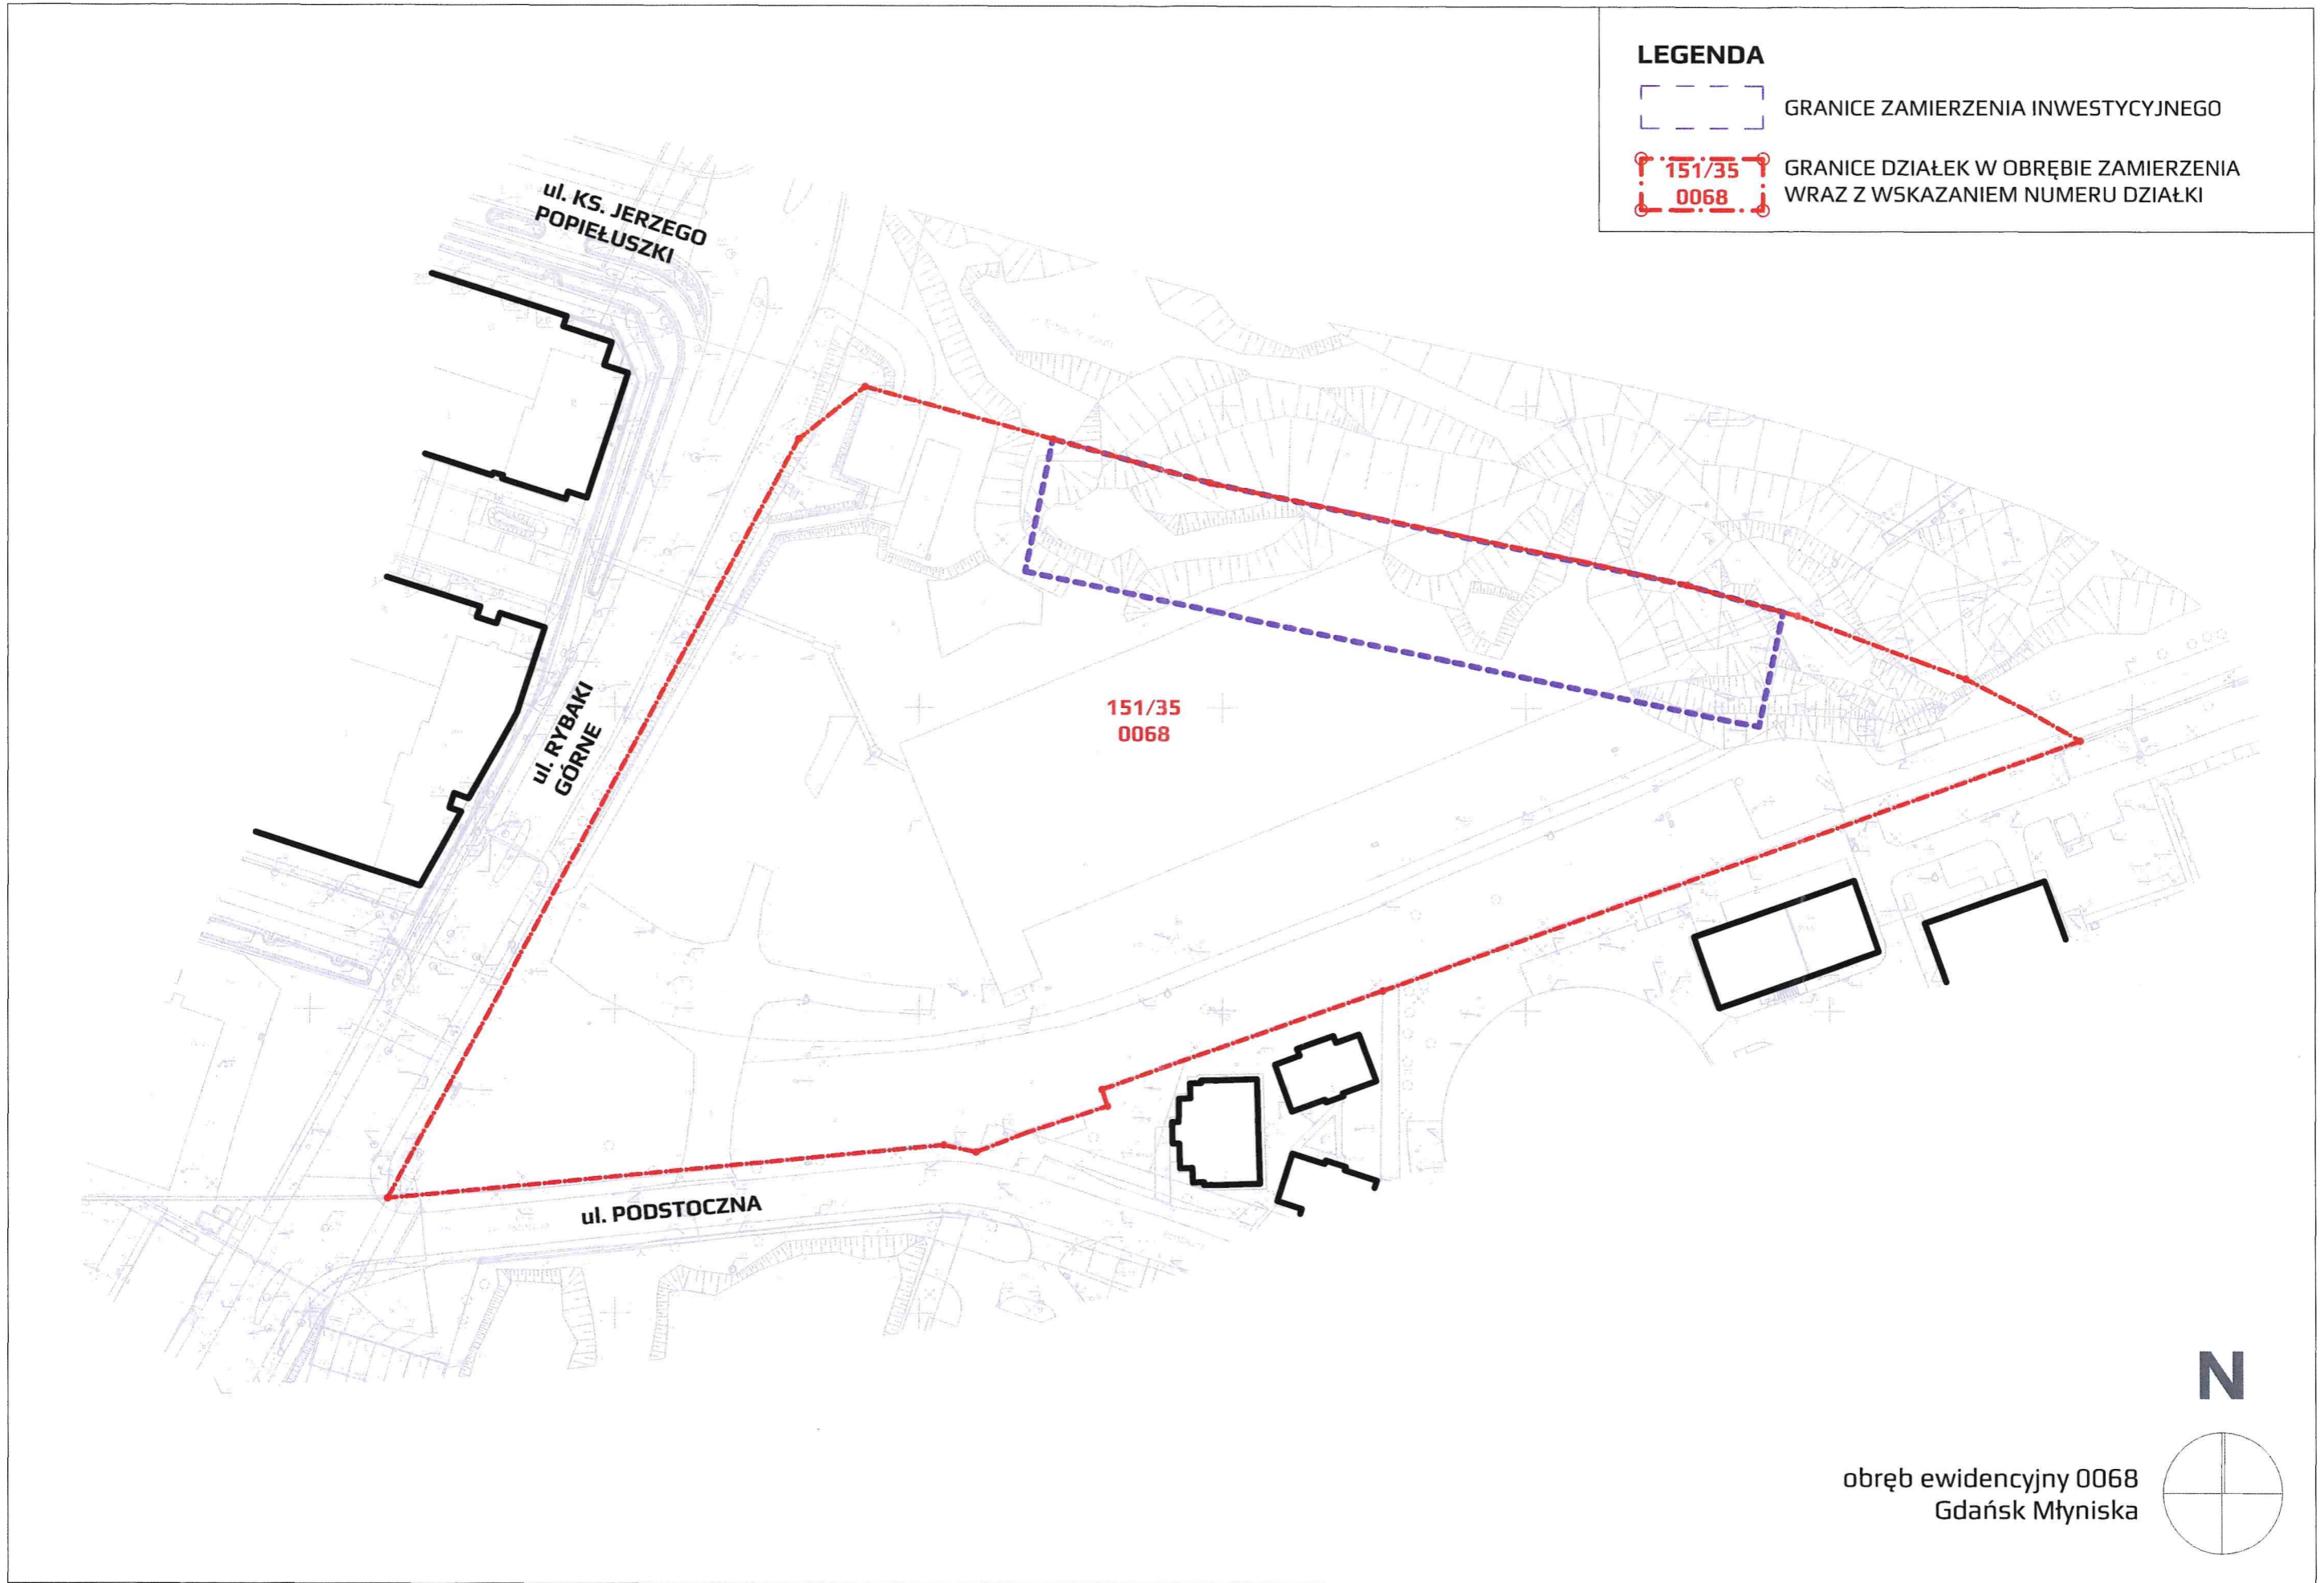 LEGENDA
GRANICE ZAMIERZENIA INWESTYCYJNEGO
151/35
0068
GRANICE DZIAŁEK W OBRĘBIE ZAMIERZENIA
WRAZ Z WSKAZANIEM NUMERU DZIAŁKI
ul. KS. JERZEGO
POPIEŁUSZKI
ul. RYBAKI
GÓRNE
151/35
0068
ul. PODSTOCZNA
N
obręb ewidencyjny 0068
Gdańsk Młyniska